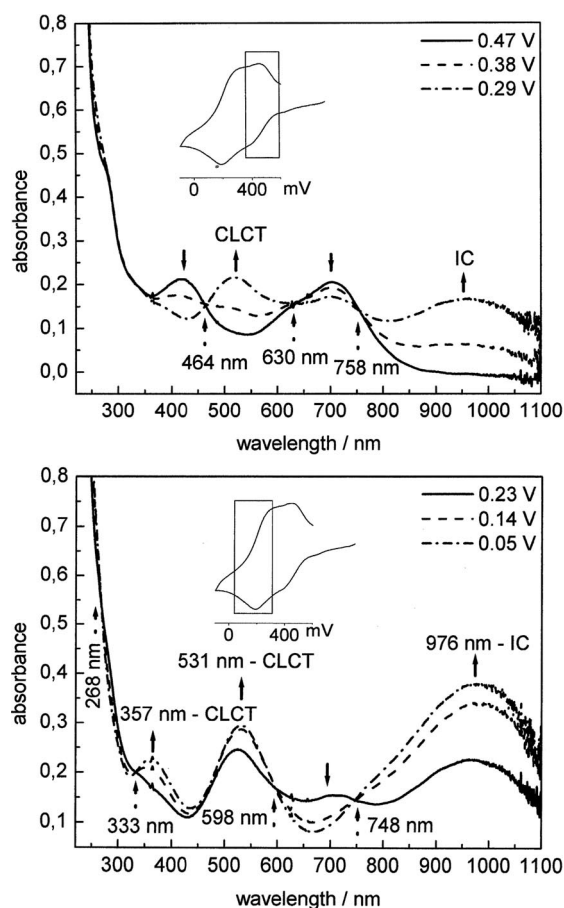 0,8
0,7
0,6
0,5
0,4
0,3
0,2
0,1
0,0
absorbance
0.47 V
0.38 V
0.29 V
0 400 mV
CLCT
IC
464 nm
630 nm
758 nm
300 400 500 600 700 800 900 1000 1100
wavelength / nm
0,8
0,7
0,6
0,5
0,4
0,3
0,2
0,1
0,0
absorbance
0.23 V
0.14 V
0.05 V
0 400 mV
268 nm
531 nm - CLCT
976 nm - IC
357 nm - CLCT
333 nm
598 nm
748 nm
300 400 500 600 700 800 900 1000 1100
wavelength / nm